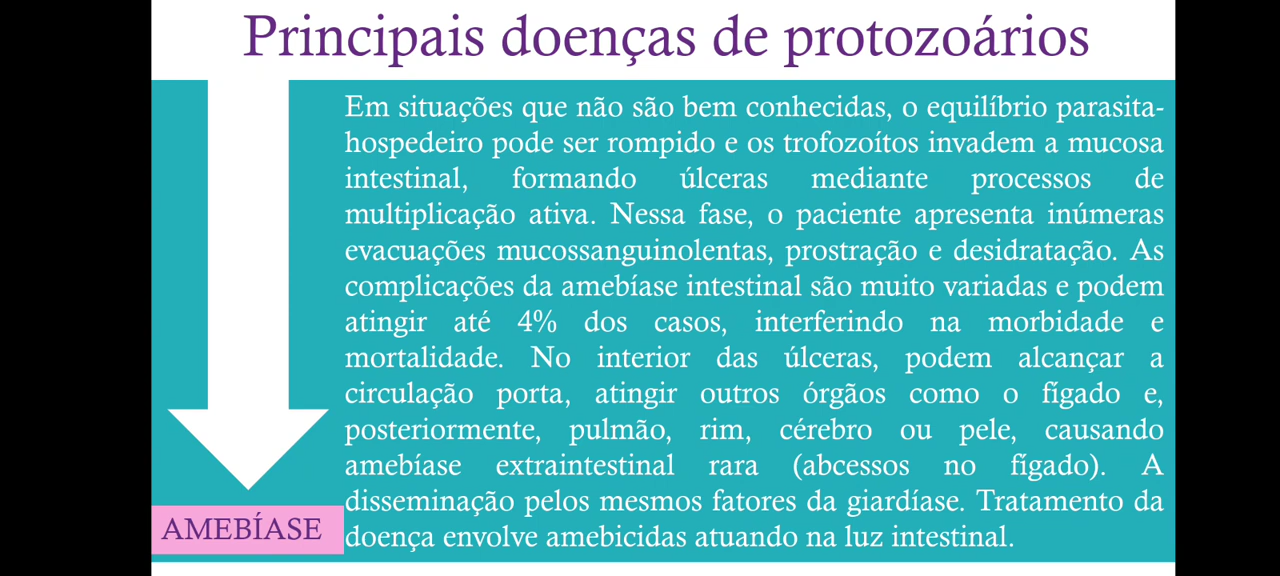 Principais doenças de protozoários
Em situações que não são bem conhecidas, o equilíbrio parasita-
hospedeiro pode ser rompido e os trofozoítos invadem a mucosa
intestinal, formando úlceras mediante processos de
multiplicação ativa. Nessa fase, o paciente apresenta inúmeras
evacuações mucossanguinolentas, prostração e desidratação. As
complicações da amebíase intestinal são muito variadas e podem
atingir até 4% dos casos, interferindo na morbidade e
mortalidade. No interior das úlceras, podem alcançar a
circulação porta, atingir outros órgãos como o fígado e,
posteriormente, pulmão, rim, cérebro ou pele, causando
amebíase extraintestinal rara (abcessos no fígado). A
disseminação pelos mesmos fatores da giardíase. Tratamento da
doença envolve amebicidas atuando na luz intestinal.
AMEBÍASE